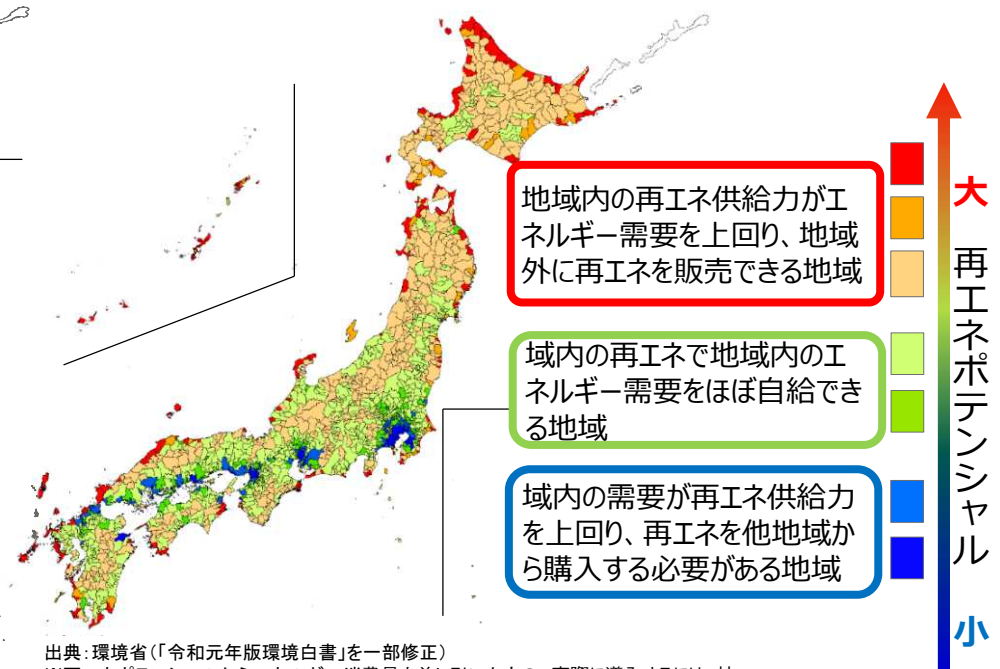 地域内の再エネ供給力がエ
ネルギー需要を上回り、地域
外に再エネを販売できる地域
域内の再エネで地域内のエ
ネルギー需要をほぼ自給でき
る地域
域内の需要が再エネ供給力
を上回り、再エネを他地域か
ら購入する必要がある地域
大
再エネポテンシャル
小
出典:環境省(「令和元年版環境白書」を一部修正)